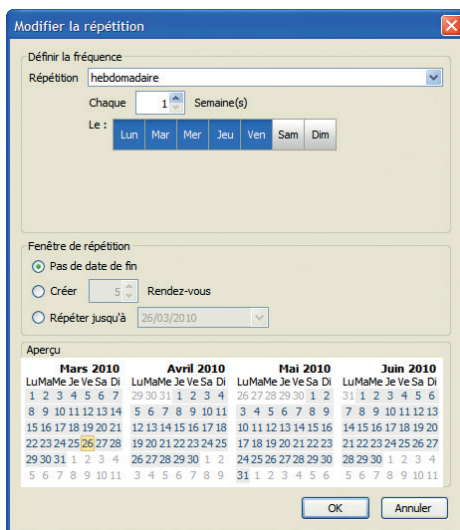 Modifier la répétition
Définir la fréquence
Répétition hebdomadaire
Chaque 1 Semaine(s)
Le : Lun Mar Mer Jeu Ven Sam Dim
Fenêtre de répétition
Pas de date de fin
Créer 5 Rendez-vous
Répéter jusqu'à 26/03/2010
Aperçu
Mars 2010 Avril 2010 Mai 2010 Juin 2010
LuMaMe Je Ve Sa Di LuMaMe Je Ve Sa Di LuMaMe Je Ve Sa Di LuMaMe Je Ve Sa Di
1 2 3 4 5 6 7 29 30 31 1 2 3 4 26 27 28 29 30 1 2 31 1 2 3 4 5 6
8 9 10 11 12 13 14 5 6 7 8 9 10 11 3 4 5 6 7 8 9 7 8 9 10 11 12 13
15 16 17 18 19 20 21 12 13 14 15 16 17 18 10 11 12 13 14 15 16 14 15 16 17 18 19 20
22 23 24 25 26 27 28 19 20 21 22 23 24 25 17 18 19 20 21 22 23 21 22 23 24 25 26 27
29 30 31 1 2 3 4 26 27 28 29 30 1 2 24 25 26 27 28 29 30 28 29 30 1 2 3 4
5 6 7 8 9 10 11 3 4 5 6 7 8 9 31 1 2 3 4 5 6 5 6 7 8 9 10 11
OK Annuler